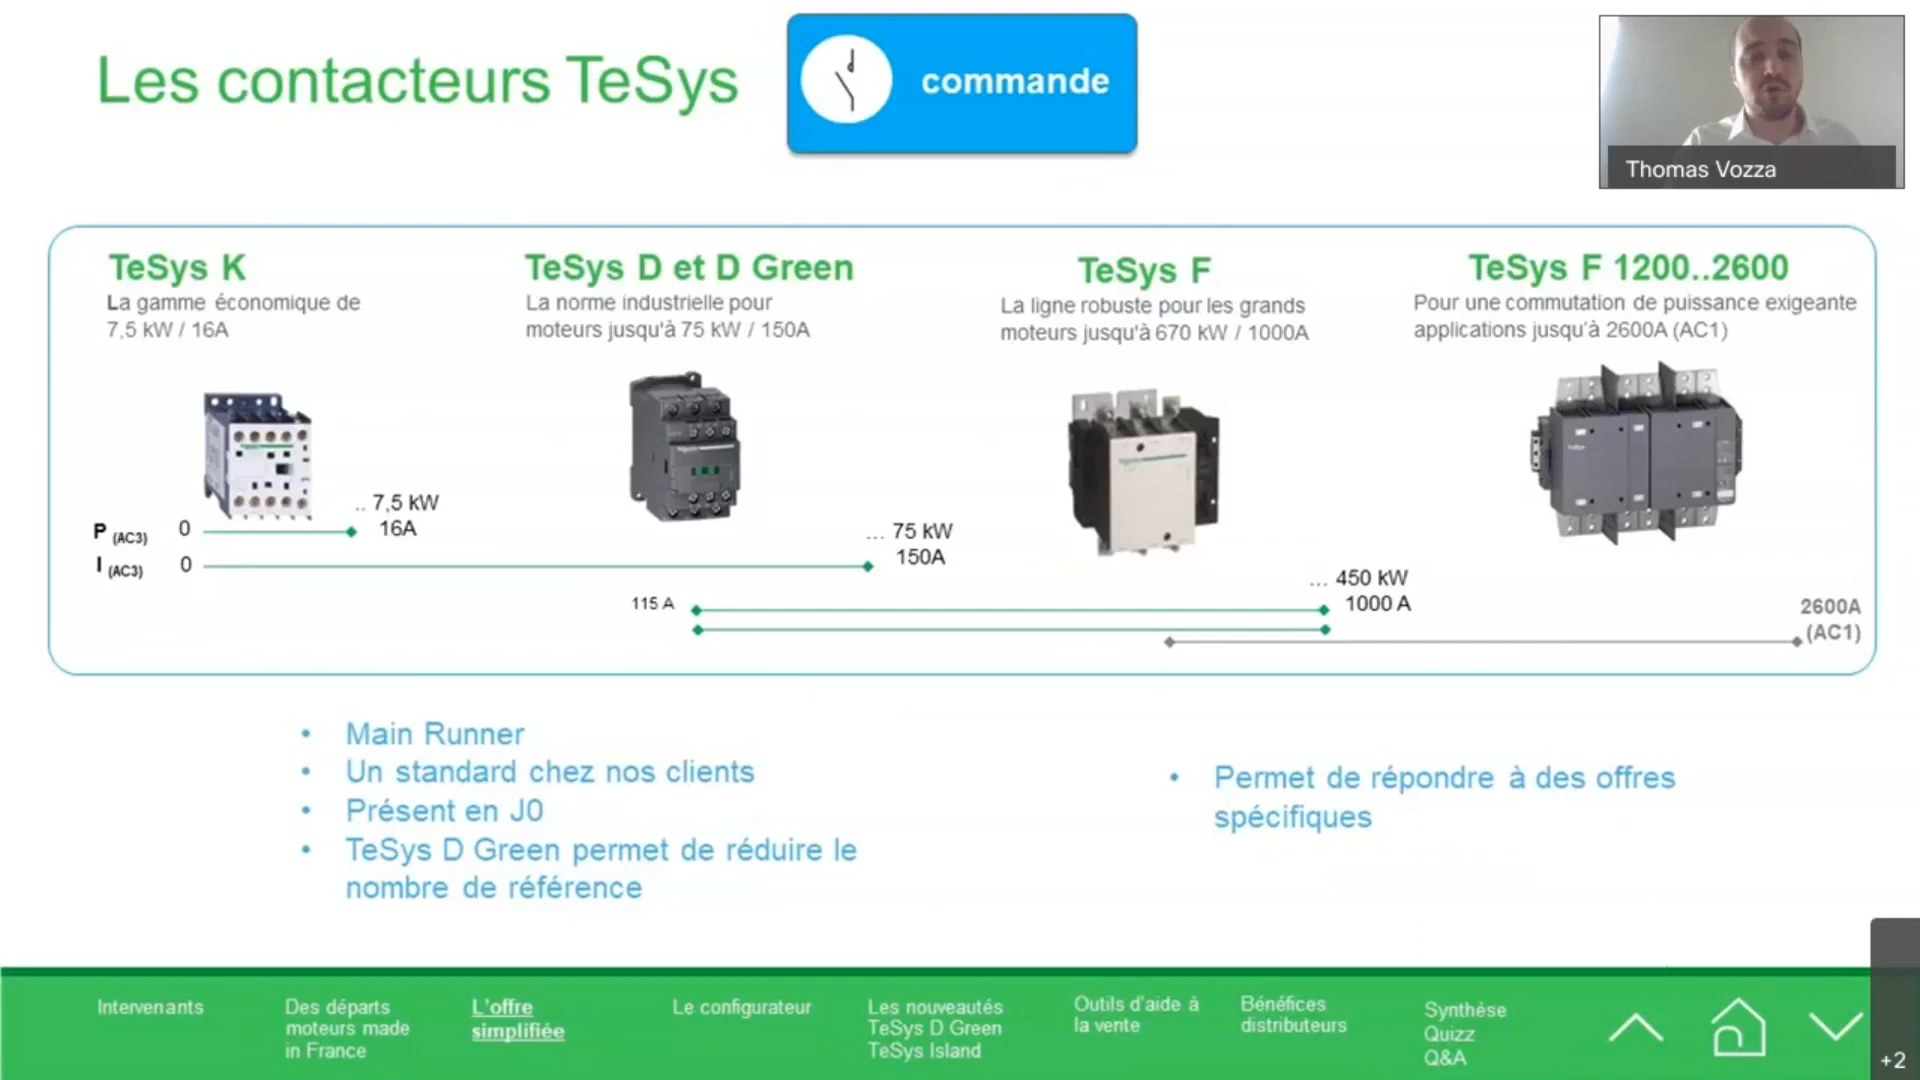 Les contacteurs TeSys
commande
Thomas Vozza
TeSys K
La gamme économique de
7,5 kW / 16A
TeSys D et D Green
La norme industrielle pour
moteurs jusqu'à 75 kW / 150A
TeSys F
La ligne robuste pour les grands
moteurs jusqu'à 670 kW / 1000A
TeSys F 1200..2600
Pour une commutation de puissance exigeante
applications jusqu'à 2600A (AC1)
P (AC3) 0
.. 7,5 kW
16A
I (AC3) 0
... 75 kW
150A
115 A
... 450 kW
1000 A
2600A
(AC1)
• Main Runner
• Un standard chez nos clients
• Présent en J0
• TeSys D Green permet de réduire le
nombre de référence
• Permet de répondre à des offres
spécifiques
Intervenants
Des départs
moteurs made
in France
L'offre
simplifiée
Le configurateur
Les nouveautés
TeSys D Green
TeSys Island
Outils d'aide à
la vente
Bénéfices
distributeurs
Synthèse
Quizz
Q&A
+2